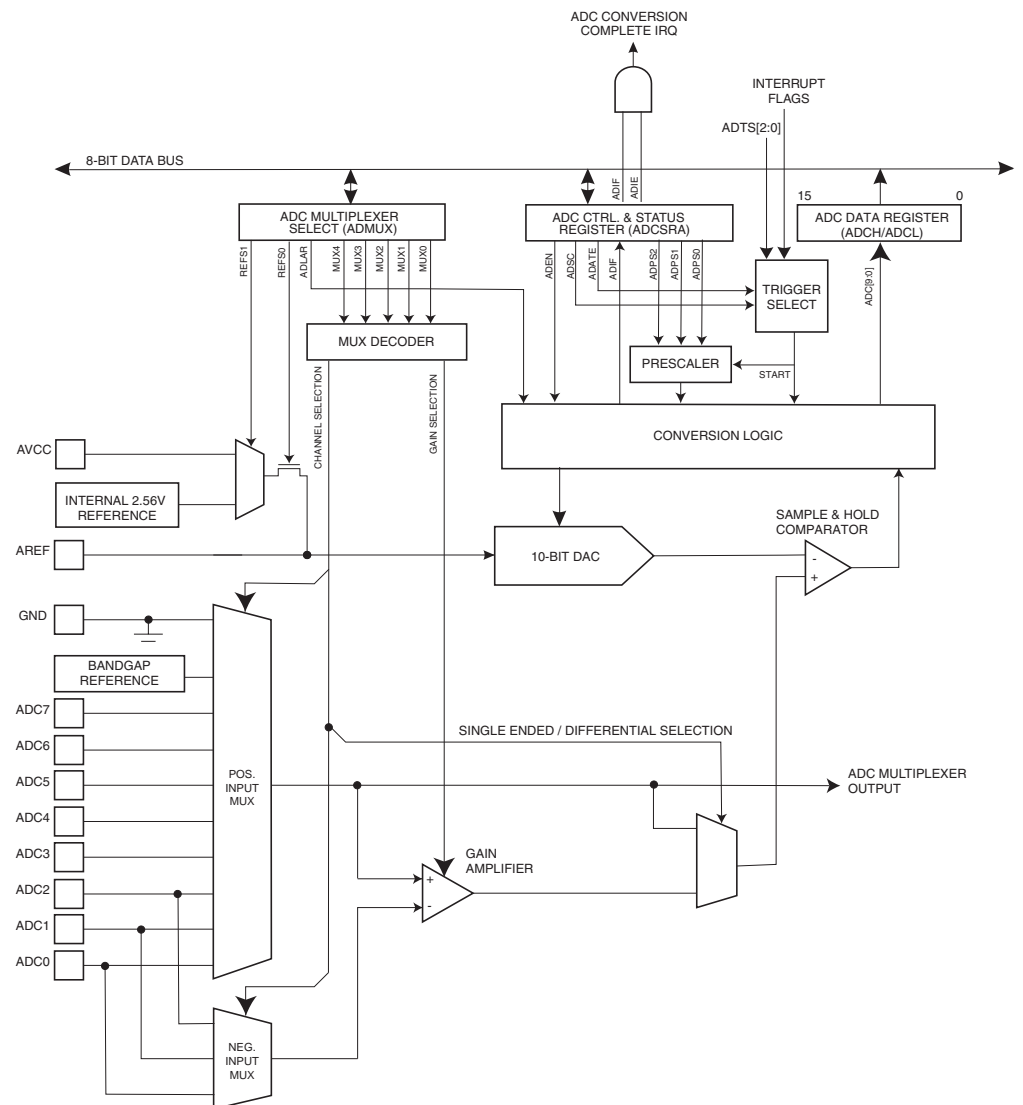 ADC CONVERSION
COMPLETE IRQ
INTERRUPT
FLAGS
ADTS[2:0]
8-BIT DATA BUS
ADIF
ADIE
15
0
ADC MULTIPLEXER
SELECT (ADMUX)
ADC CTRL. & STATUS
REGISTER (ADCSRA)
ADC DATA REGISTER
(ADCH/ADCL)
REFS1
REFS0
ADLAR
MUX4
MUX3
MUX2
MUX1
MUX0
ADEN
ADSC
ADATE
ADIF
ADPS2
ADPS1
ADPS0
ADC[9:0]
TRIGGER
SELECT
MUX DECODER
PRESCALER
START
CHANNEL SELECTION
GAIN SELECTION
CONVERSION LOGIC
AVCC
INTERNAL 2.56V
REFERENCE
SAMPLE & HOLD
COMPARATOR
AREF
10-BIT DAC
-
+
GND
BANDGAP
REFERENCE
ADC7
SINGLE ENDED / DIFFERENTIAL SELECTION
ADC6
ADC5
POS.
INPUT
MUX
ADC MULTIPLEXER
OUTPUT
ADC4
ADC3
GAIN
AMPLIFIER
+
-
ADC2
ADC1
ADC0
NEG.
INPUT
MUX